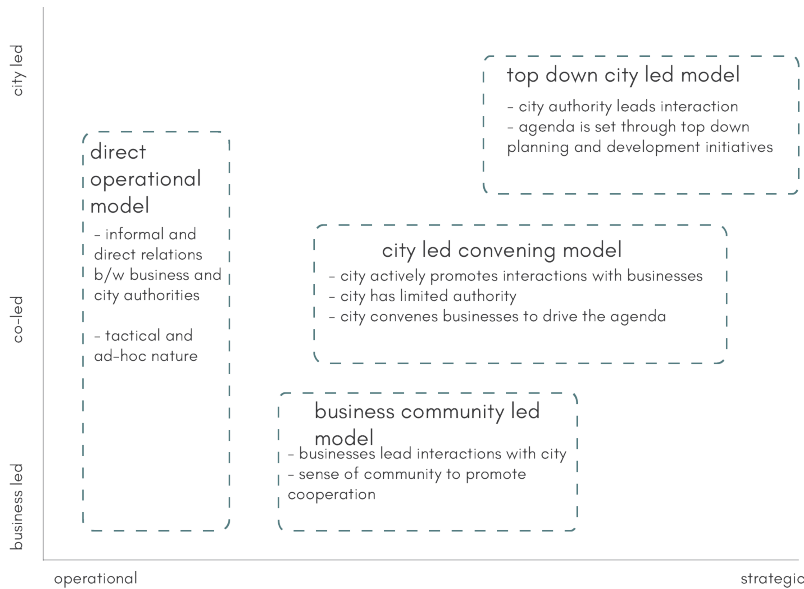 city led
top down city led model
- city authority leads interaction
- agenda is set through top down
planning and development initiatives
direct
operational
model
- informal and
direct relations
b/w business and
city authorities
- tactical and
ad-hoc nature
co-led
city led convening model
- city actively promotes interactions with businesses
- city has limited authority
- city convenes businesses to drive the agenda
business led
business community led
model
- businesses lead interactions with city
- sense of community to promote
cooperation
operational
strategic